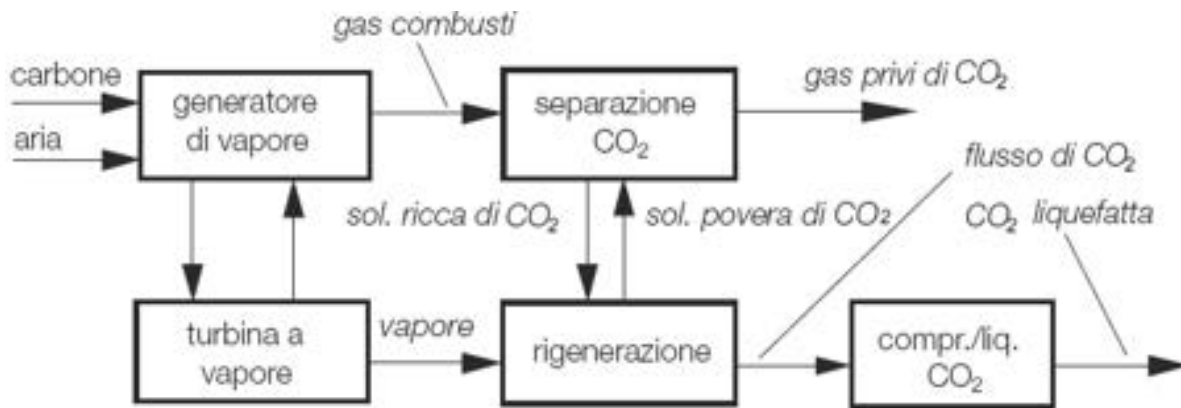 gas combusti
carbone
aria
generatore
di vapore
separazione
CO₂
gas privi di CO₂
flusso di CO₂
sol. ricca di CO₂
sol. povera di CO₂
CO₂ liquefatta
turbina a
vapore
vapore
rigenerazione
compr./liq.
CO₂